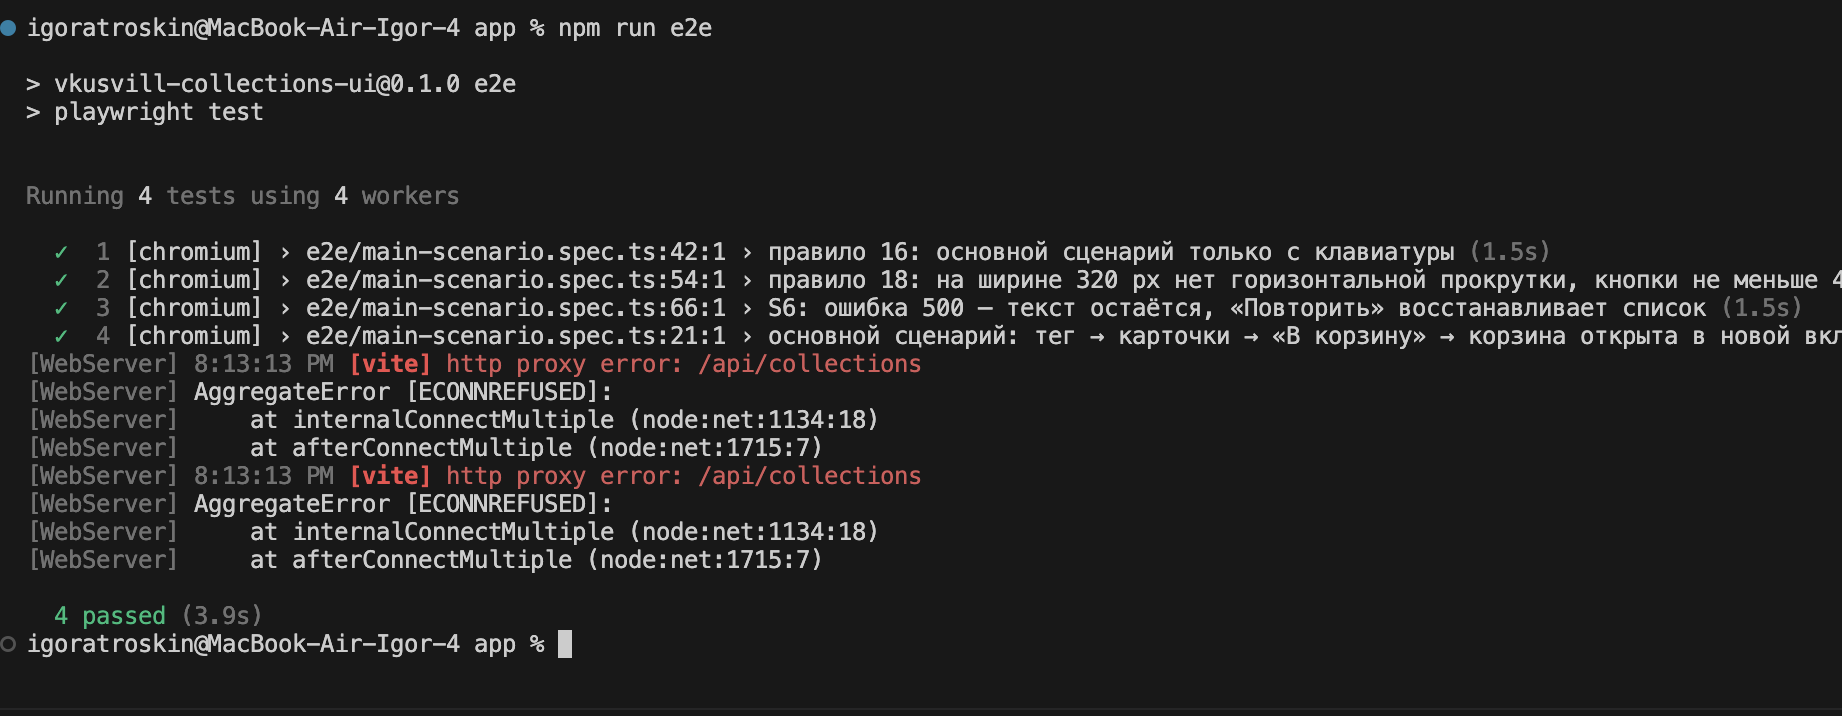 igoratroskin@MacBook-Air-Igor-4 app % npm run e2e
> vkusvill-collections-ui@0.1.0 e2e
> playwright test
Running 4 tests using 4 workers
✓ 1 [chromium] › e2e/main-scenario.spec.ts:42:1 › правило 16: основной сценарий только с клавиатуры (1.5s)
✓ 2 [chromium] › e2e/main-scenario.spec.ts:54:1 › правило 18: на ширине 320 px нет горизонтальной прокрутки, кнопки не меньше 4
✓ 3 [chromium] › e2e/main-scenario.spec.ts:66:1 › S6: ошибка 500 — текст остаётся, «Повторить» восстанавливает список (1.5s)
✓ 4 [chromium] › e2e/main-scenario.spec.ts:21:1 › основной сценарий: тег → карточки → «В корзину» → корзина открыта в новой вкл
[WebServer] 8:13:13 PM [vite] http proxy error: /api/collections
[WebServer] AggregateError [ECONNREFUSED]:
[WebServer]     at internalConnectMultiple (node:net:1134:18)
[WebServer]     at afterConnectMultiple (node:net:1715:7)
[WebServer] 8:13:13 PM [vite] http proxy error: /api/collections
[WebServer] AggregateError [ECONNREFUSED]:
[WebServer]     at internalConnectMultiple (node:net:1134:18)
[WebServer]     at afterConnectMultiple (node:net:1715:7)
4 passed (3.9s)
igoratroskin@MacBook-Air-Igor-4 app %